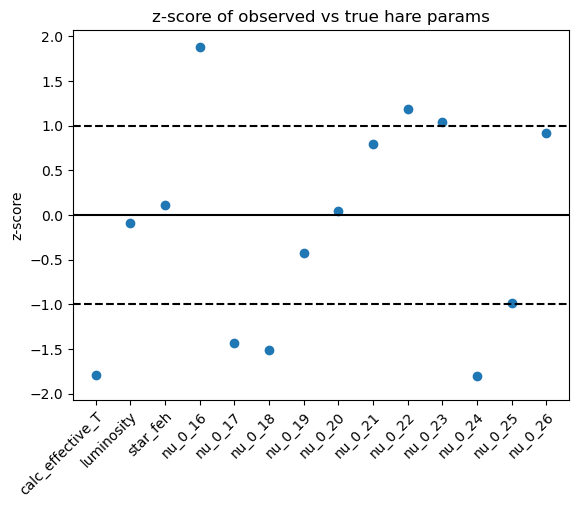 z-score of observed vs true hare params
z-score
2.0
1.5
1.0
0.5
0.0
−0.5
−1.0
−1.5
−2.0
calc_effective_T
luminosity
star_feh
nu_0_16
nu_0_17
nu_0_18
nu_0_19
nu_0_20
nu_0_21
nu_0_22
nu_0_23
nu_0_24
nu_0_25
nu_0_26